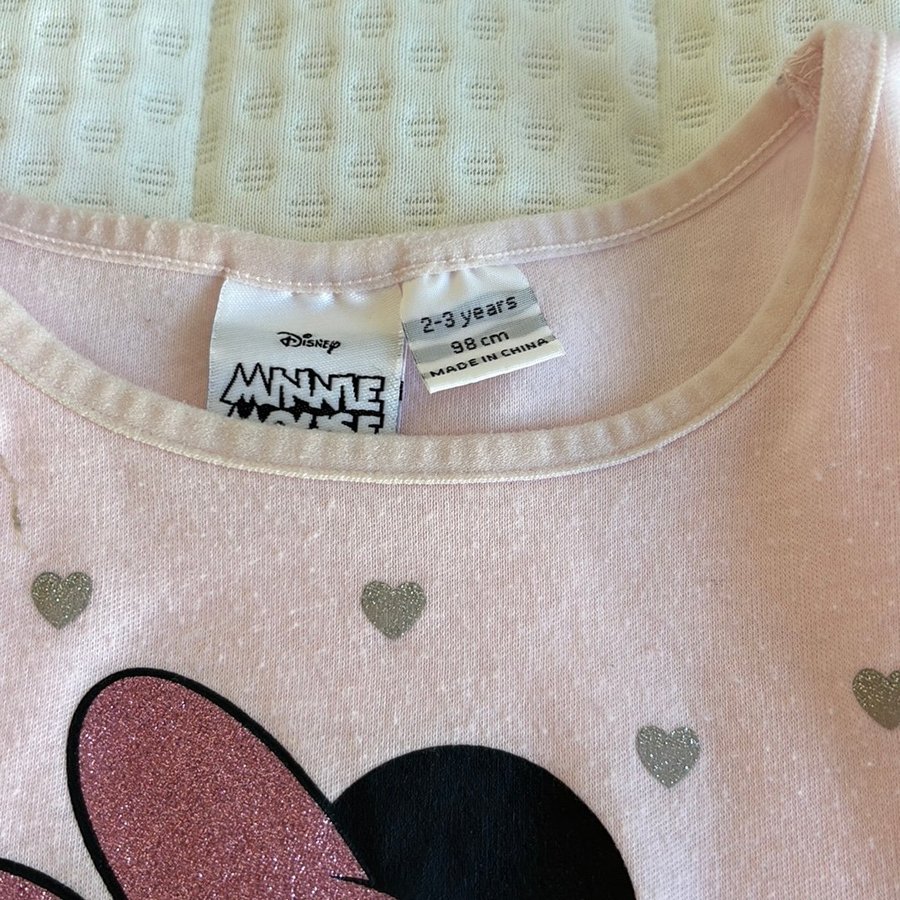 Disney
MINNIE
MOUSE
2-3 years
98 cm
MADE IN CHINA